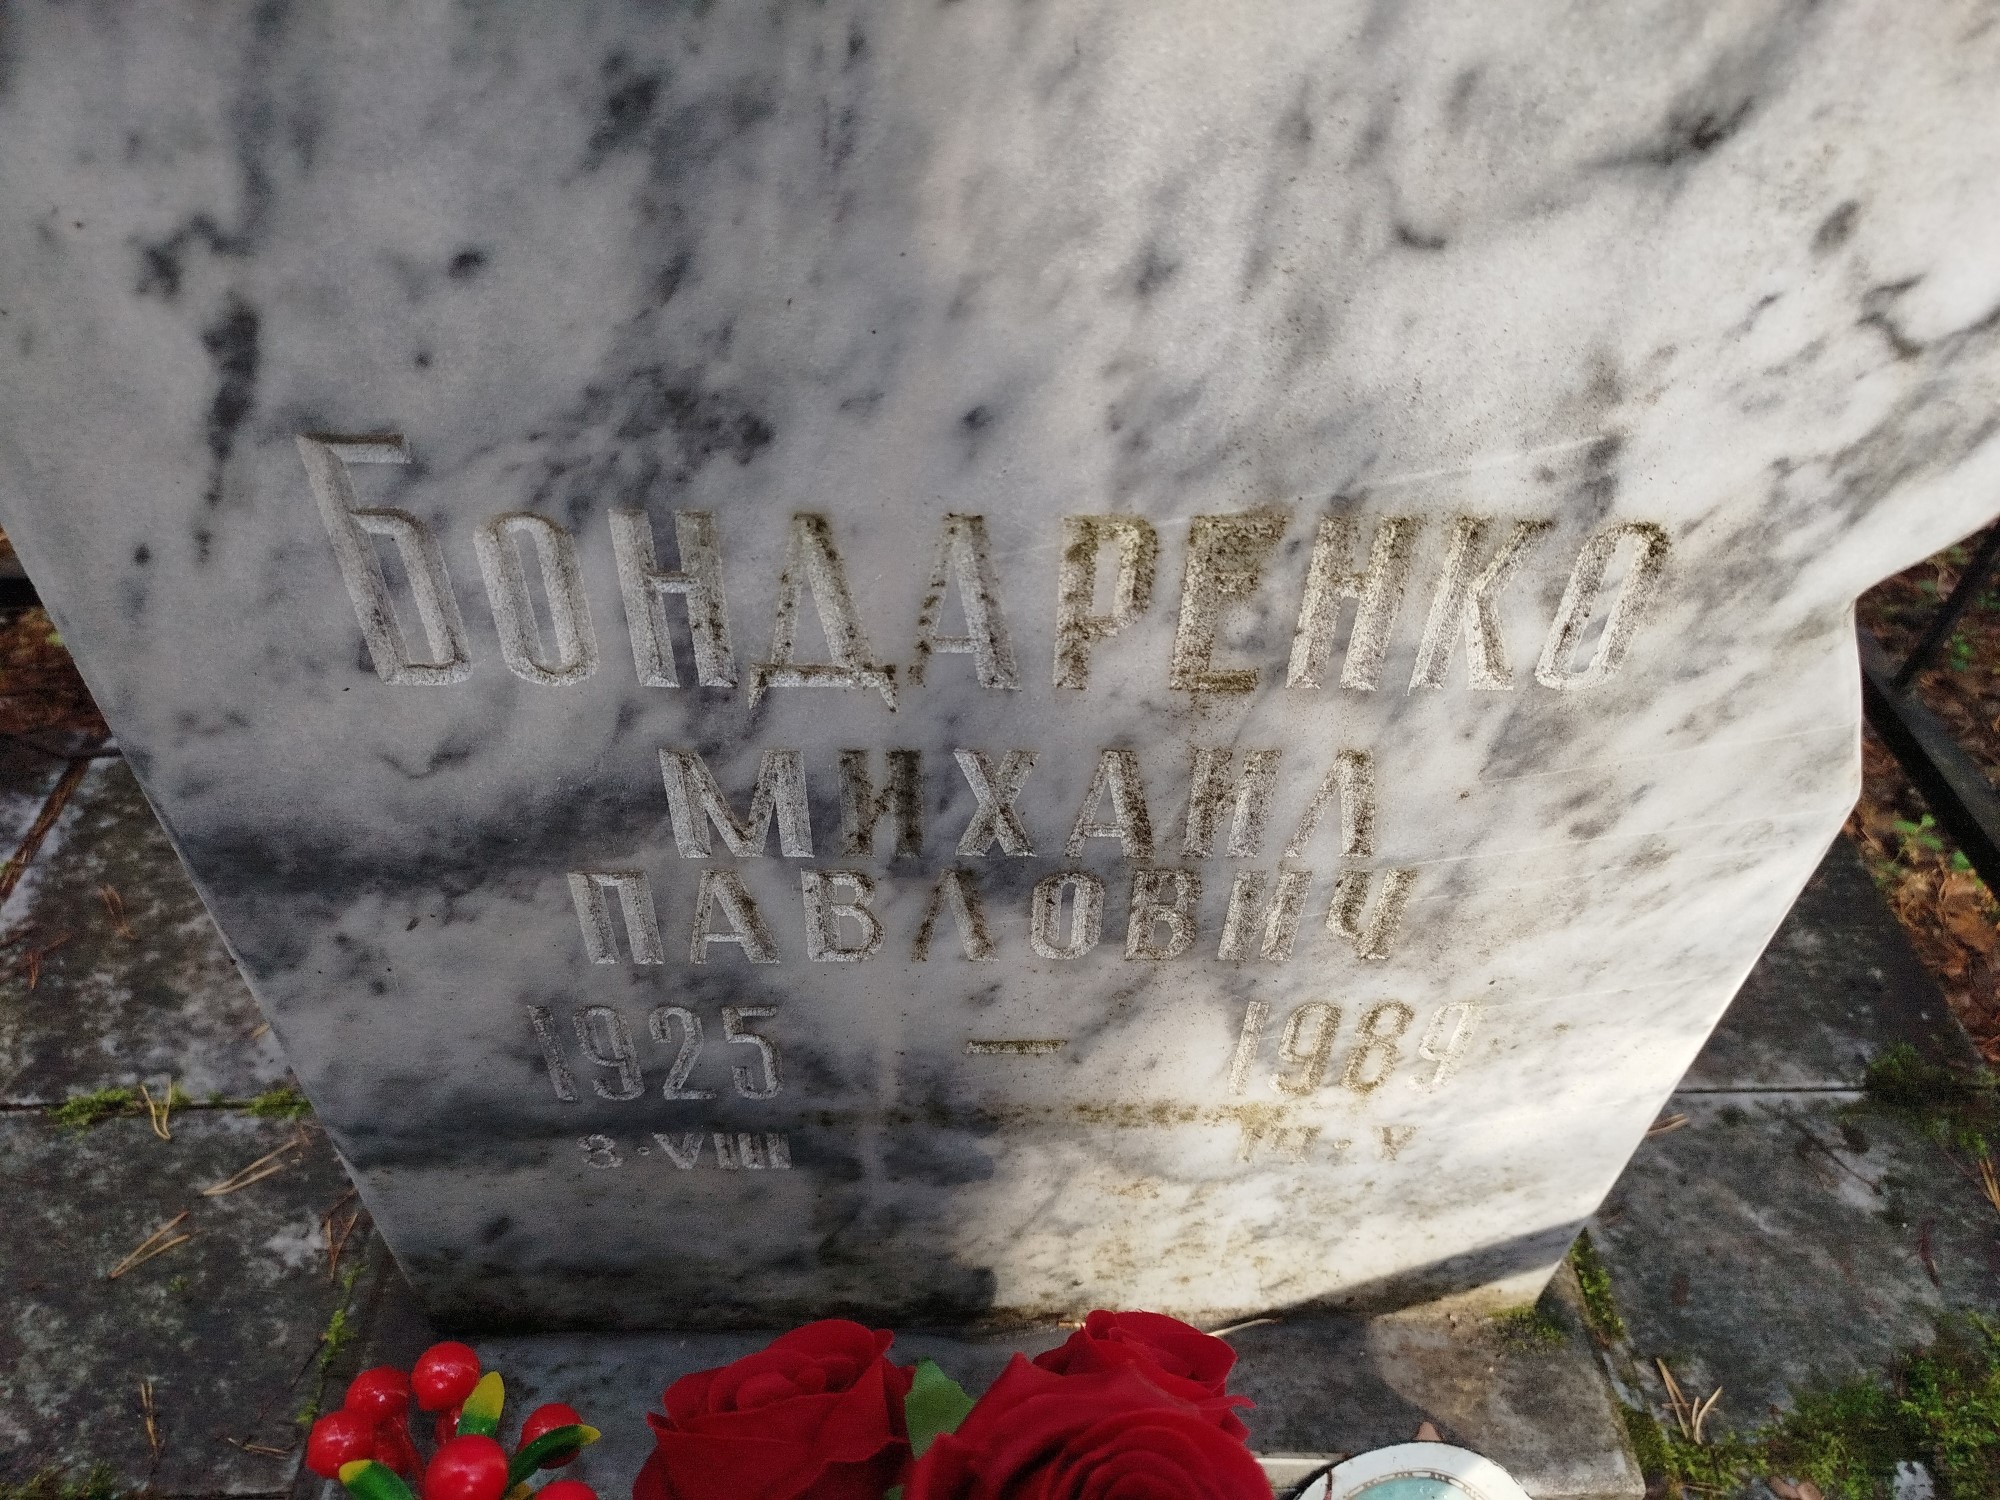 БОНДАРЕНКО
МИХАИЛ
ПАВЛОВИЧ
1925 — 1989
8·VIII